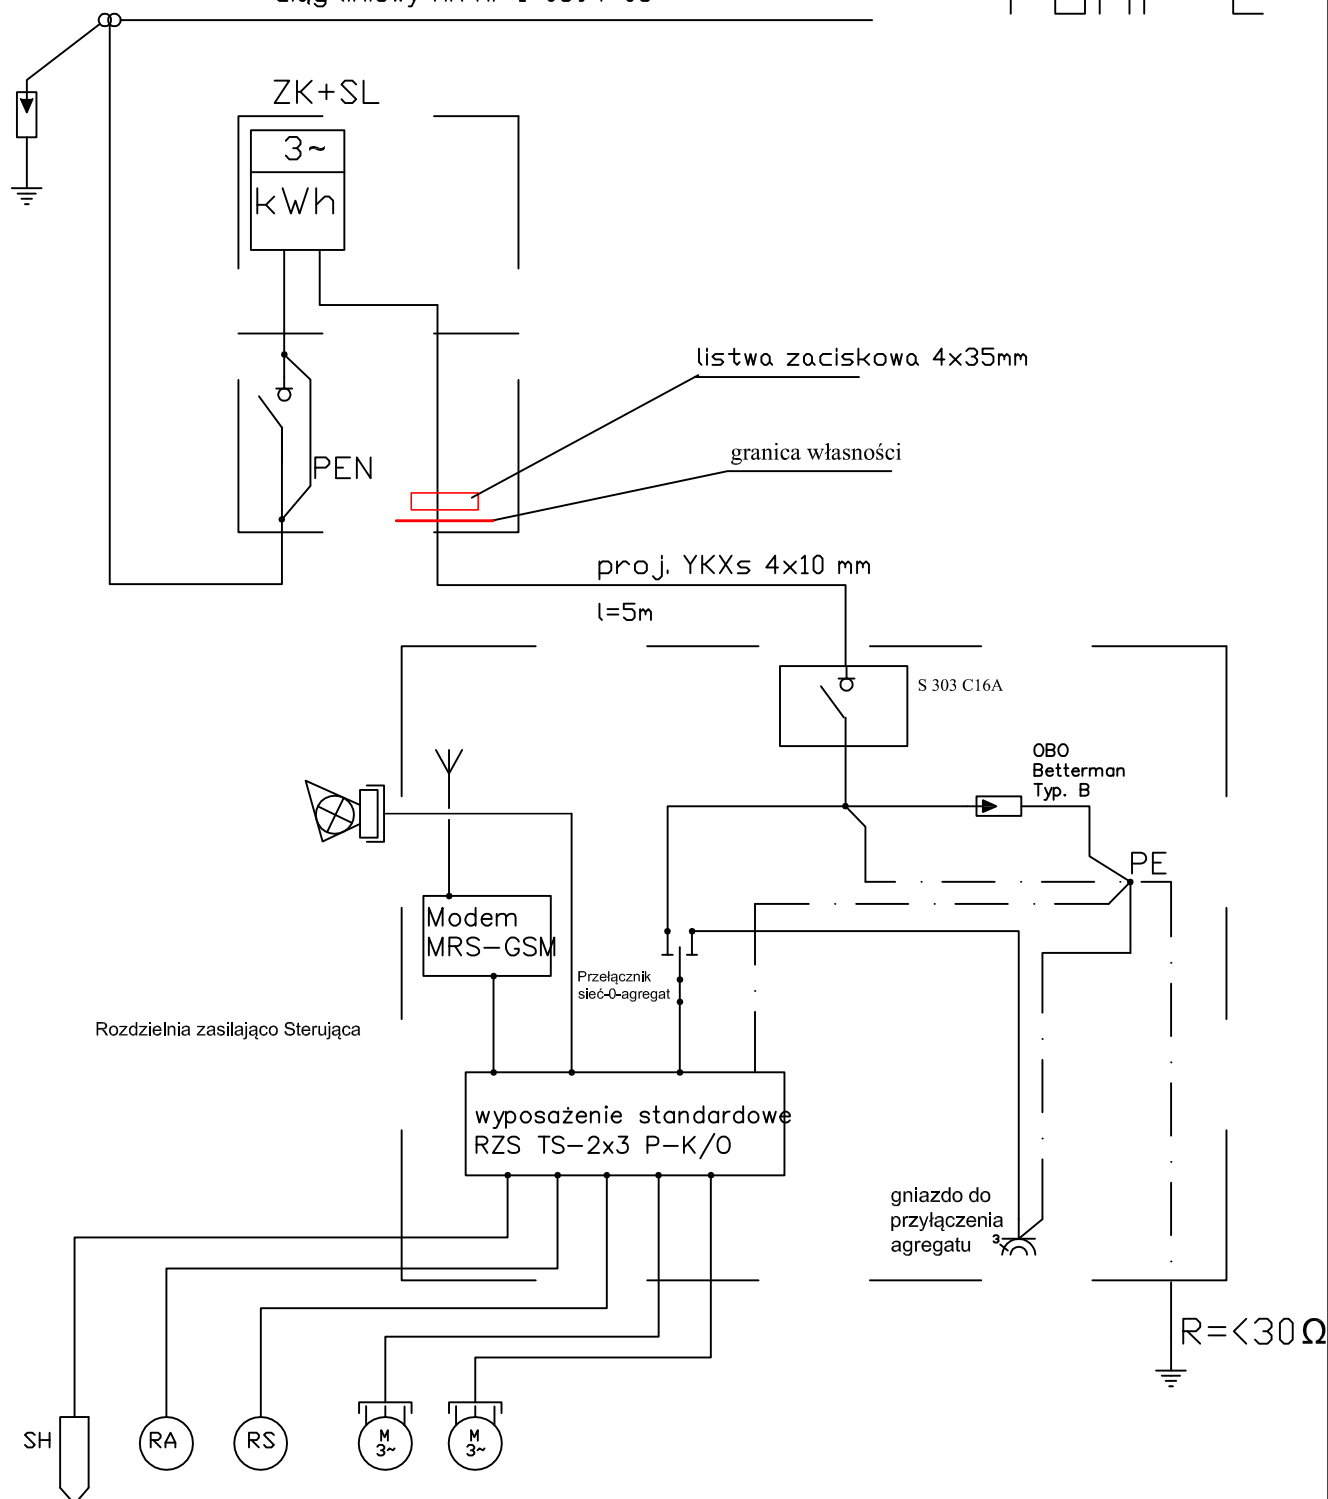 ZK+SL
3~
kWh
listwa zaciskowa 4x35mm
granica własności
PEN
proj. YKXs 4x10 mm
l=5m
S 303 C16A
OBO
Betterman
Typ. B
PE
Modem
MRS-GSM
Przełącznik
sieć-0-agregat
Rozdzielnia zasilająco Sterująca
wyposażenie standardowe
RZS TS-2x3 P-K/O
gniazdo do
przyłączenia
agregatu
3
R=<30Ω
SH
RA
RS
M
3~
M
3~